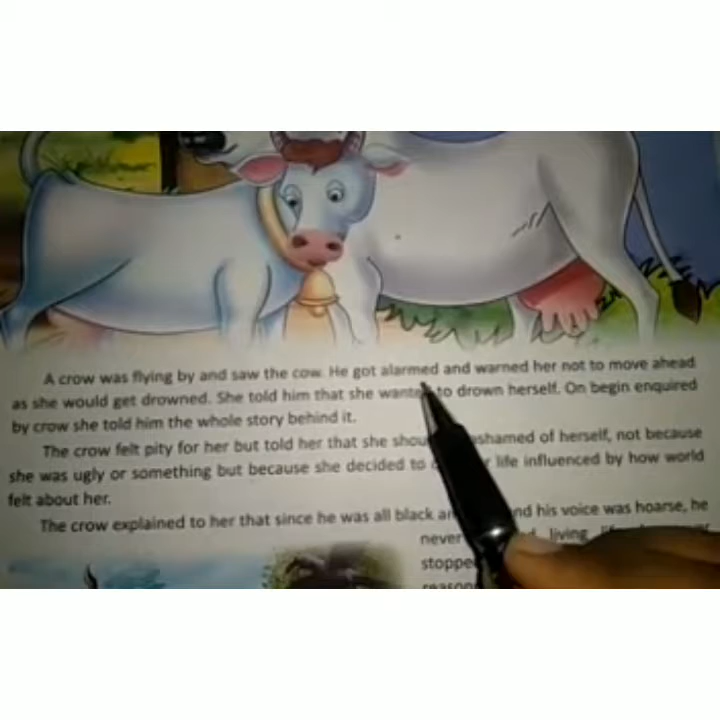 A crow was flying by and saw the cow. He got alarmed and warned her not to move ahead
as she would get drowned. She told him that she wanted to drown herself. On begin enquired
by crow she told him the whole story behind it.
The crow felt pity for her but told her that she ashamed of herself, not because
she was ugly or something but because she decided to life influenced by how world
felt about her.
The crow explained to her that since he was all black and his voice was hoarse, he
never living
stopped